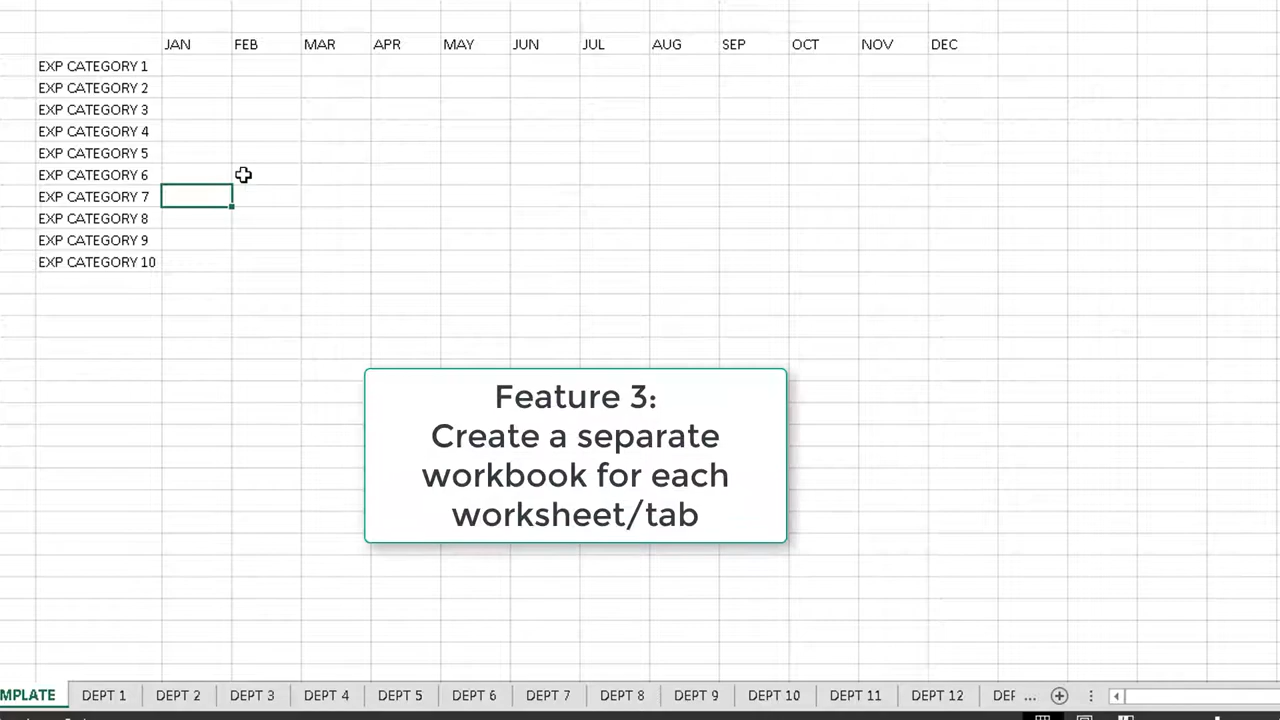 JAN FEB MAR APR MAY JUN JUL AUG SEP OCT NOV DEC
EXP CATEGORY 1
EXP CATEGORY 2
EXP CATEGORY 3
EXP CATEGORY 4
EXP CATEGORY 5
EXP CATEGORY 6
EXP CATEGORY 7
EXP CATEGORY 8
EXP CATEGORY 9
EXP CATEGORY 10
Feature 3:
Create a separate
workbook for each
worksheet/tab
MPLATE DEPT 1 DEPT 2 DEPT 3 DEPT 4 DEPT 5 DEPT 6 DEPT 7 DEPT 8 DEPT 9 DEPT 10 DEPT 11 DEPT 12 DEF ...